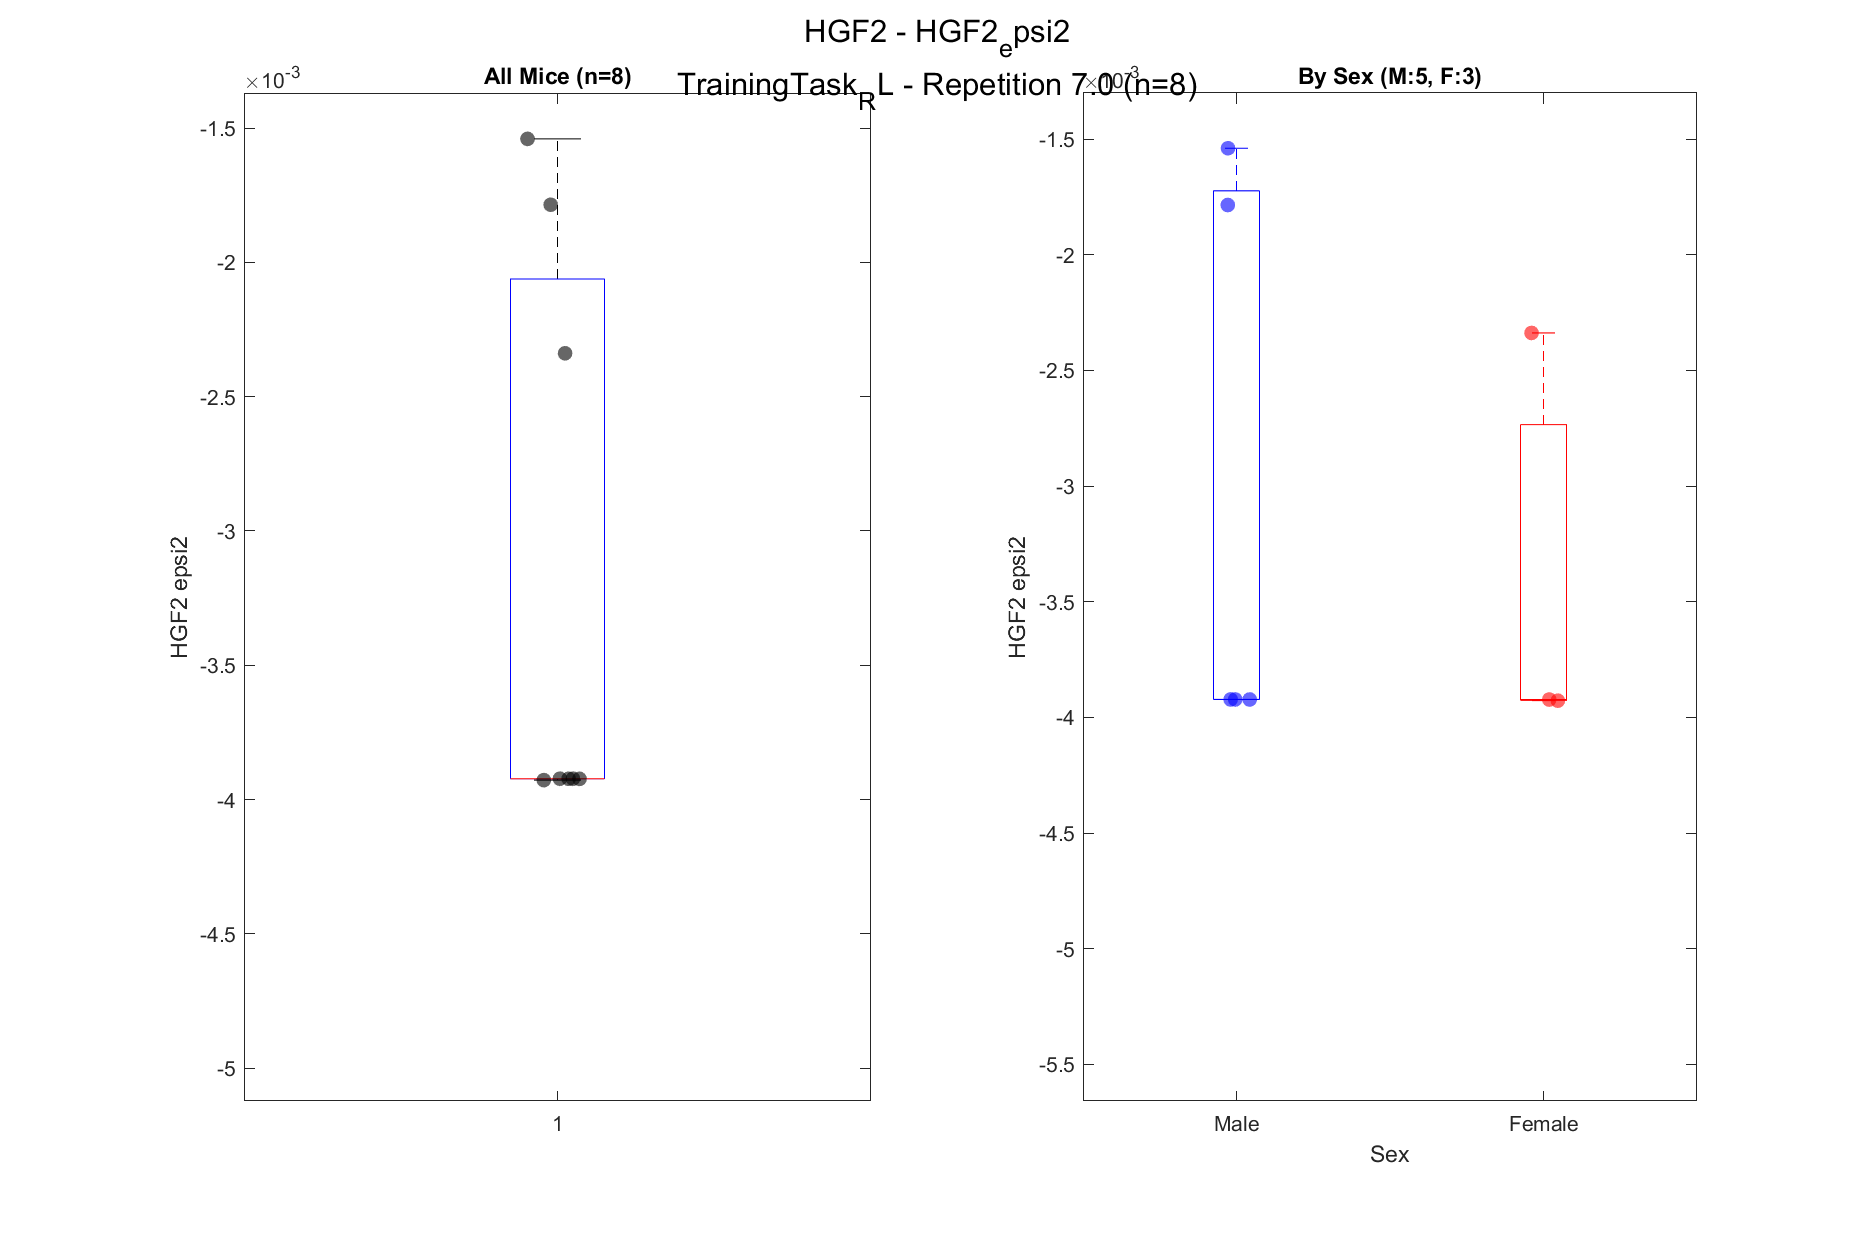 HGF2 - HGF2_epsi2
TrainingTask_RL - Repetition 7.0 (n=8)
×10-3
All Mice (n=8)
-1.5
-2
-2.5
-3
-3.5
-4
-4.5
-5
HGF2 epsi2
1
×10-3
By Sex (M:5, F:3)
-1.5
-2
-2.5
-3
-3.5
-4
-4.5
-5
-5.5
HGF2 epsi2
Male
Female
Sex